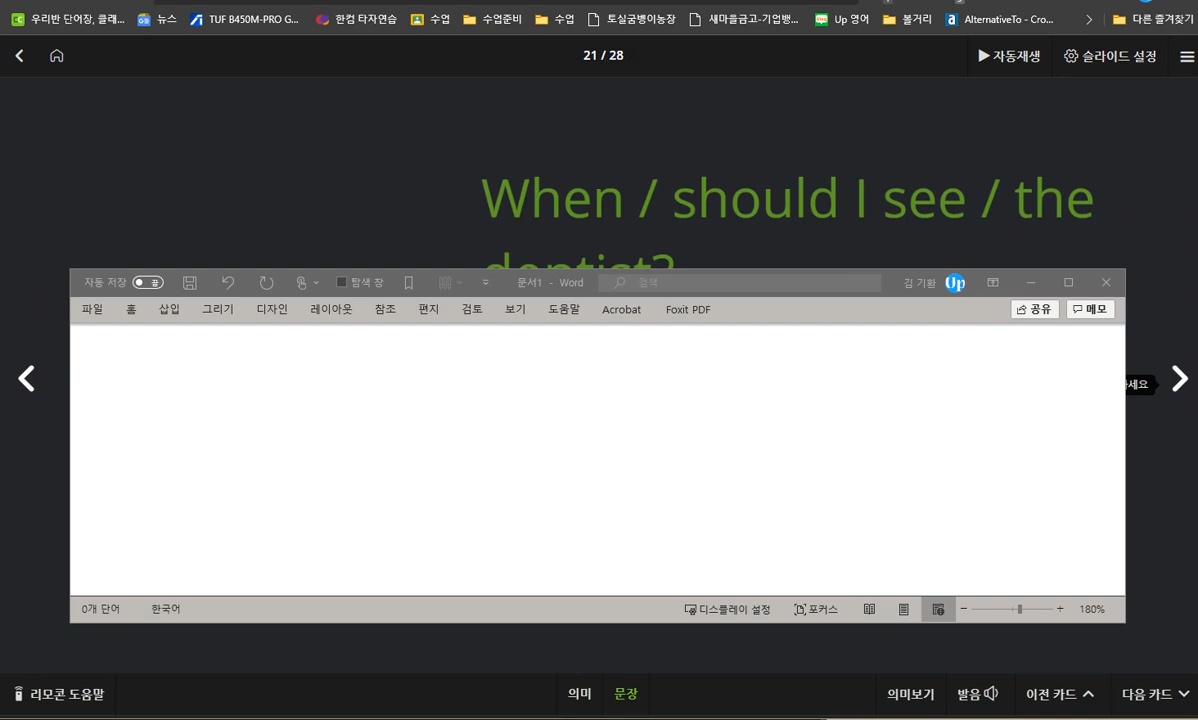 우리반 단어장, 클래... 뉴스 TUF B450M-PRO G... 한컴 타자연습 수업 수업준비 수업 토실궁뱅이농장 새마을금고-기업뱅... Up 영어 볼거리 AlternativeTo - Cro... 다른 즐겨찾기
21 / 28 자동재생 슬라이드 설정
When / should I see / the
dentist?
자동 저장 끔 탐색 창 문서1 - Word 검색 김 기환 Up
파일 홈 삽입 그리기 디자인 레이아웃 참조 편지 검토 보기 도움말 Acrobat Foxit PDF 공유 메모
세요
0개 단어 한국어 디스플레이 설정 포커스 180%
리모콘 도움말 의미 문장 의미보기 발음 이전 카드 다음 카드